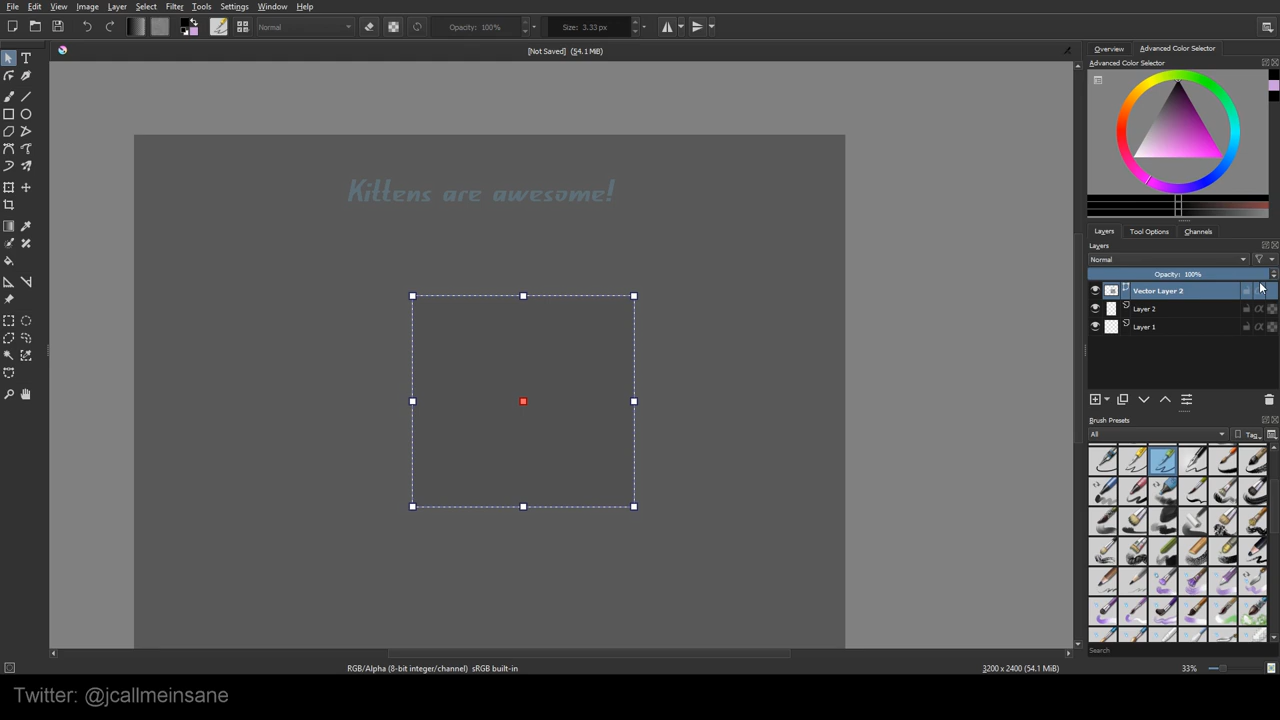 File Edit View Image Layer Select Filter Tools Settings Window Help
Normal Opacity: 100% Size: 3.33 px
[Not Saved] (54.1 MiB)
Overview Advanced Color Selector
Advanced Color Selector
Kittens are awesome!
Layers Tool Options Channels
Layers
Normal
Opacity: 100%
Vector Layer 2
Layer 2
Layer 1
Brush Presets
All Tag
Search
RGB/Alpha (8-bit integer/channel) sRGB built-in 3200 x 2400 (54.1 MiB) 33%
Twitter: @jcallmeinsane